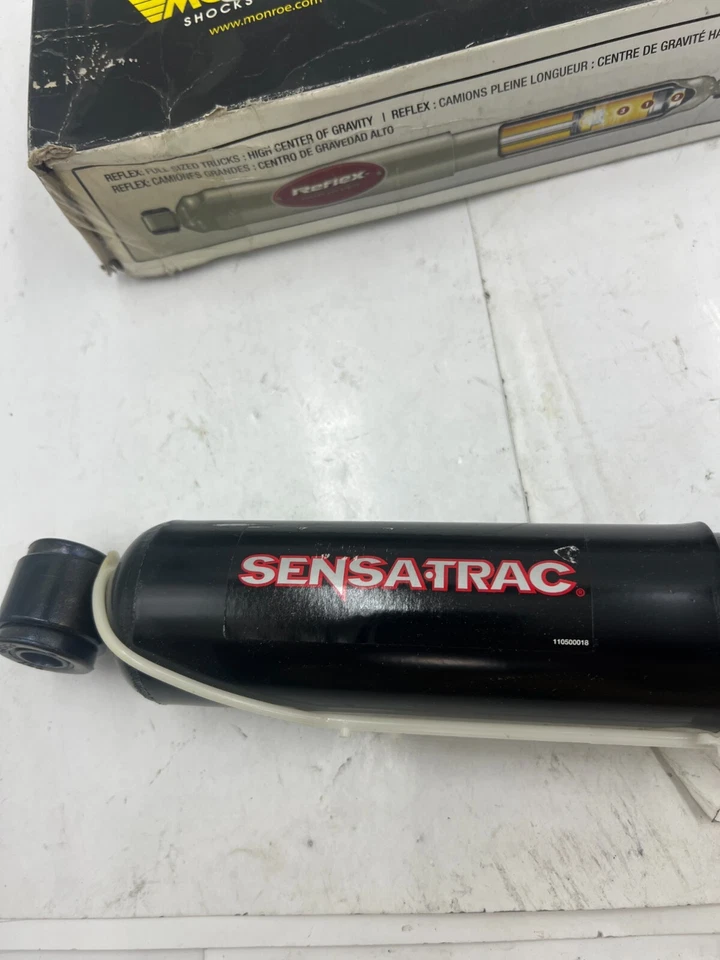 SHOCKS
www.monroe.com
REFLEX: FULL SIZED TRUCKS : HIGH CENTER OF GRAVITY | REFLEX : CAMIONS PLEINE LONGUEUR : CENTRE DE GRAVITÉ HA
REFLEX: CAMIONES GRANDES : CENTRO DE GRAVEDAD ALTO
Reflex
SENSA•TRAC®
110500018